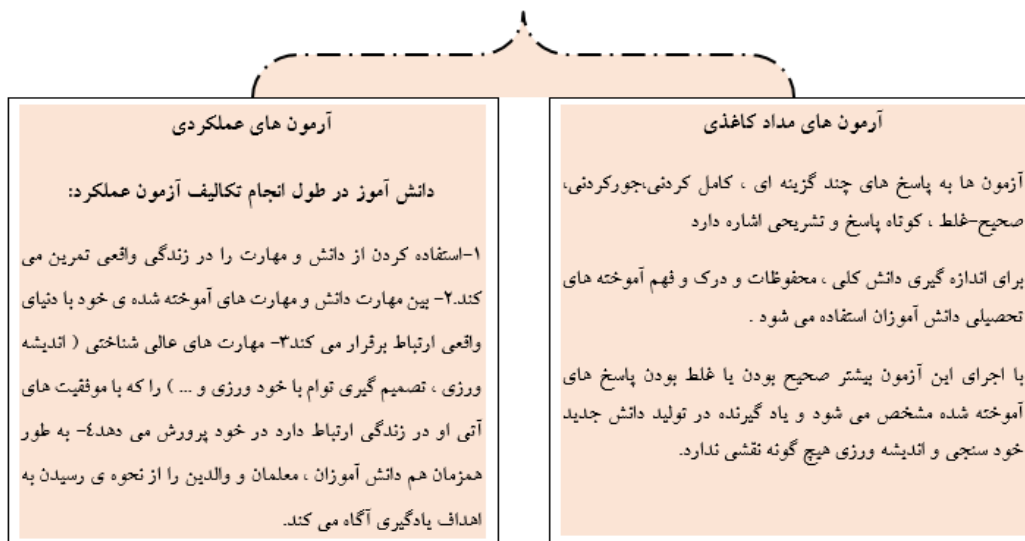 آزمون های مداد کاغذی
آزمون ها به پاسخ های چند گزینه ای ، کامل کردنی،جورکردنی،
صحیح-غلط ، کوتاه پاسخ و تشریحی اشاره دارد
برای اندازه گیری دانش کلی ، محفوظات و درک و فهم آموخته های
تحصیلی دانش آموزان استفاده می شود .
با اجرای این آزمون بیشتر صحیح بودن یا غلط بودن پاسخ های
آموخته شده مشخص می شود و یاد گیرنده در تولید دانش جدید
خود سنجی و اندیشه ورزی هیچ گونه نقشی ندارد.
آزمون های عملکردی
دانش آموز در طول انجام تکالیف آزمون عملکرد:
۱-استفاده کردن از دانش و مهارت را در زندگی واقعی تمرین می
کند.۲- بین مهارت دانش و مهارت های آموخته شده ی خود با دنیای
واقعی ارتباط برقرار می کند۳- مهارت های عالی شناختی ( اندیشه
ورزی ، تصمیم گیری توام با خود ورزی و ... ) را که با موفقیت های
آتی او در زندگی ارتباط دارد در خود پرورش می دهد٤- به طور
همزمان هم دانش آموزان ، معلمان و والدین را از نحوه ی رسیدن به
اهداف یادگیری آگاه می کند.